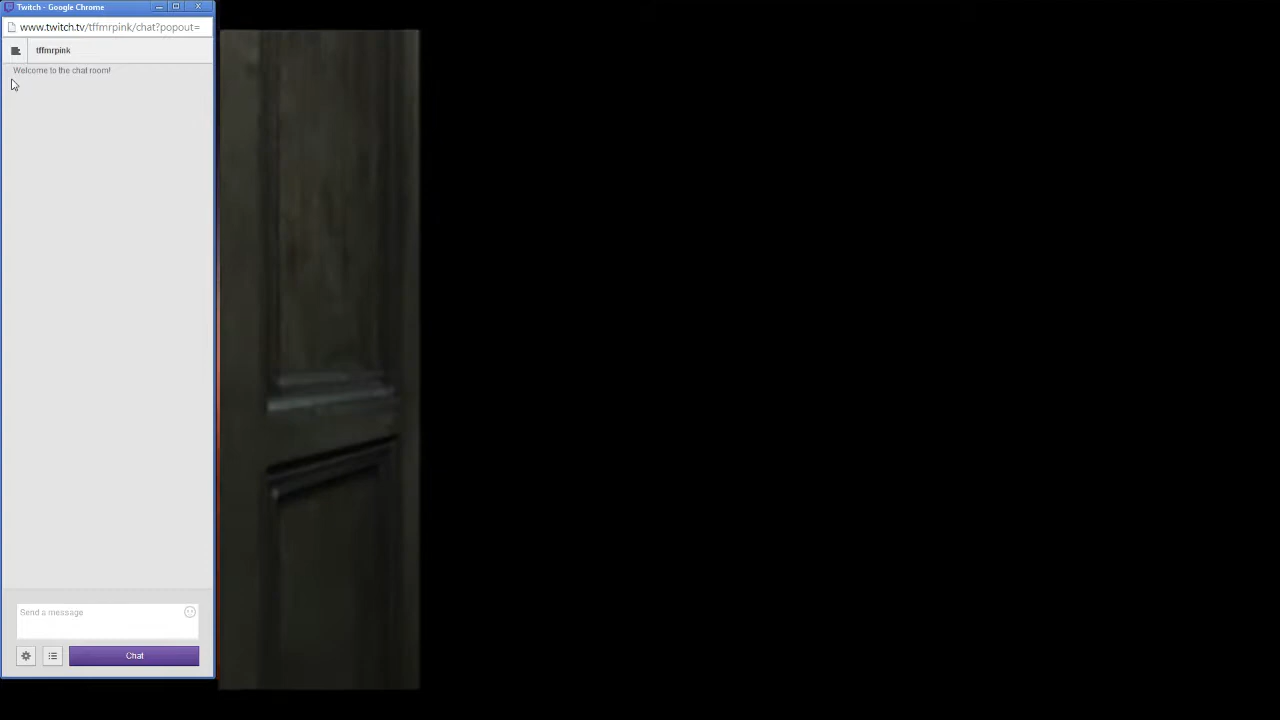 Twitch - Google Chrome
www.twitch.tv/tffmrpink/chat?popout=
tffmrpink
Welcome to the chat room!
Send a message
Chat